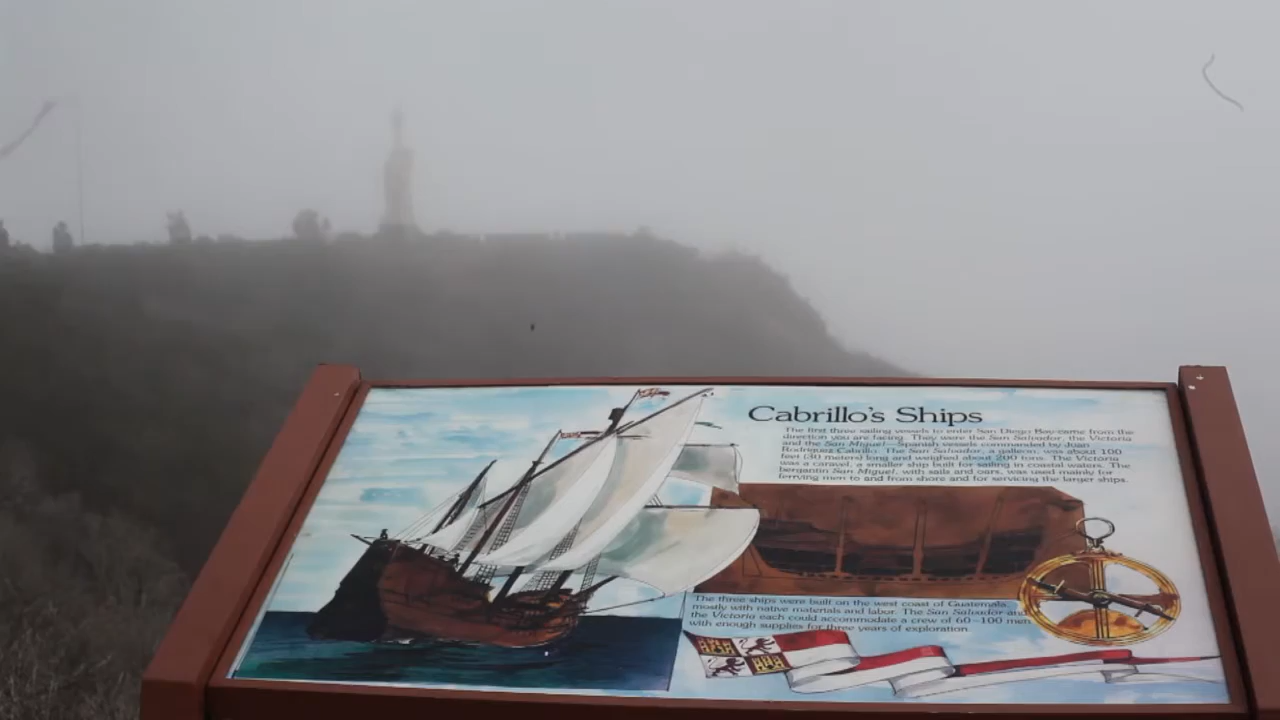 Cabrillo's Ships
The first three sailing vessels to enter San Diego Bay came from the
direction you are facing. They were the San Salvador, the Victoria
and the San Miguel—Spanish vessels commanded by Juan
Rodriguez Cabrillo. The San Salvador, a galleon, was about 100
feet (30 meters) long and weighed about 200 tons. The Victoria
was a caravel, a smaller ship built for sailing in coastal waters. The
bergantin San Miguel, with sails and oars, was used mainly for
ferrying men to and from shore and for servicing the larger ships.
The three ships were built on the west coast of Guatemala,
mostly with native materials and labor. The San Salvador and
the Victoria each could accommodate a crew of 60–100 men
with enough supplies for three years of exploration.